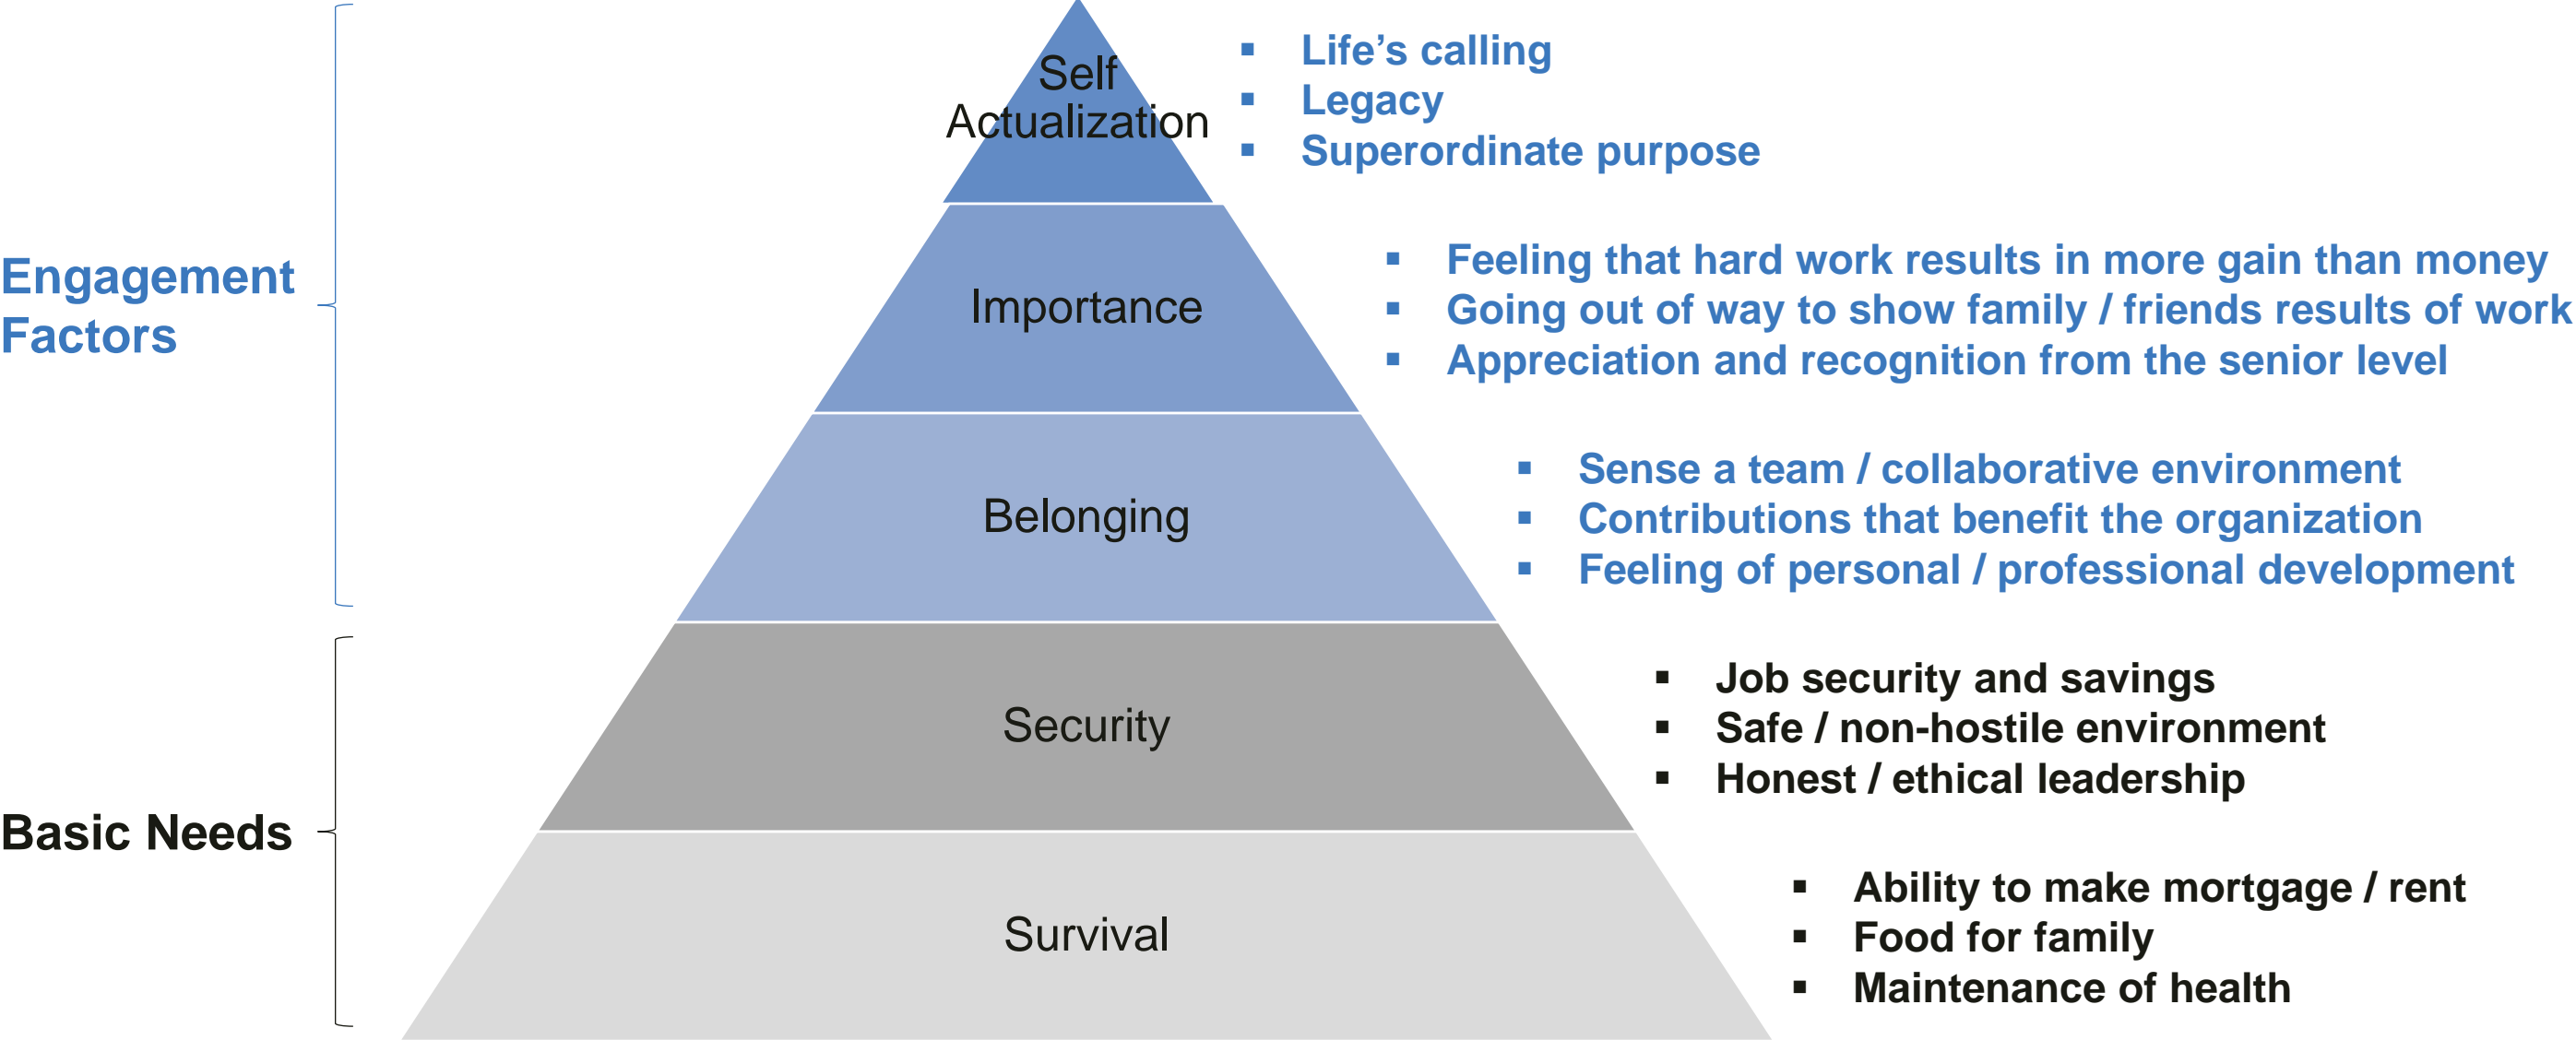 Self
Actualization
▪ Life’s calling
▪ Legacy
▪ Superordinate purpose
Engagement
Factors
Importance
▪ Feeling that hard work results in more gain than money
▪ Going out of way to show family / friends results of work
▪ Appreciation and recognition from the senior level
Belonging
▪ Sense a team / collaborative environment
▪ Contributions that benefit the organization
▪ Feeling of personal / professional development
Basic Needs
Security
▪ Job security and savings
▪ Safe / non-hostile environment
▪ Honest / ethical leadership
Survival
▪ Ability to make mortgage / rent
▪ Food for family
▪ Maintenance of health